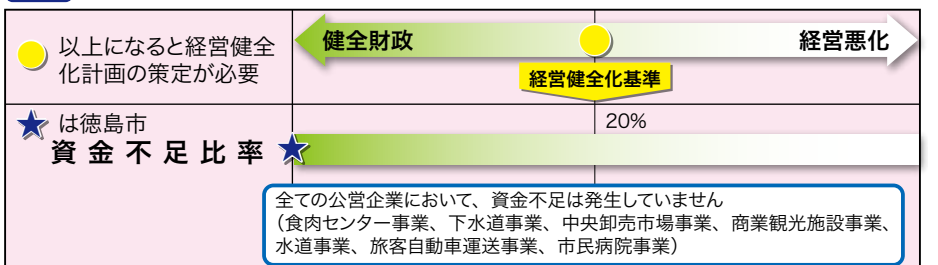 以上になると経営健全
化計画の策定が必要
健全財政
経営悪化
経営健全化基準
は徳島市
資金不足比率
20%
全ての公営企業において、資金不足は発生していません
（食肉センター事業、下水道事業、中央卸売市場事業、商業観光施設事業、
水道事業、旅客自動車運送事業、市民病院事業）